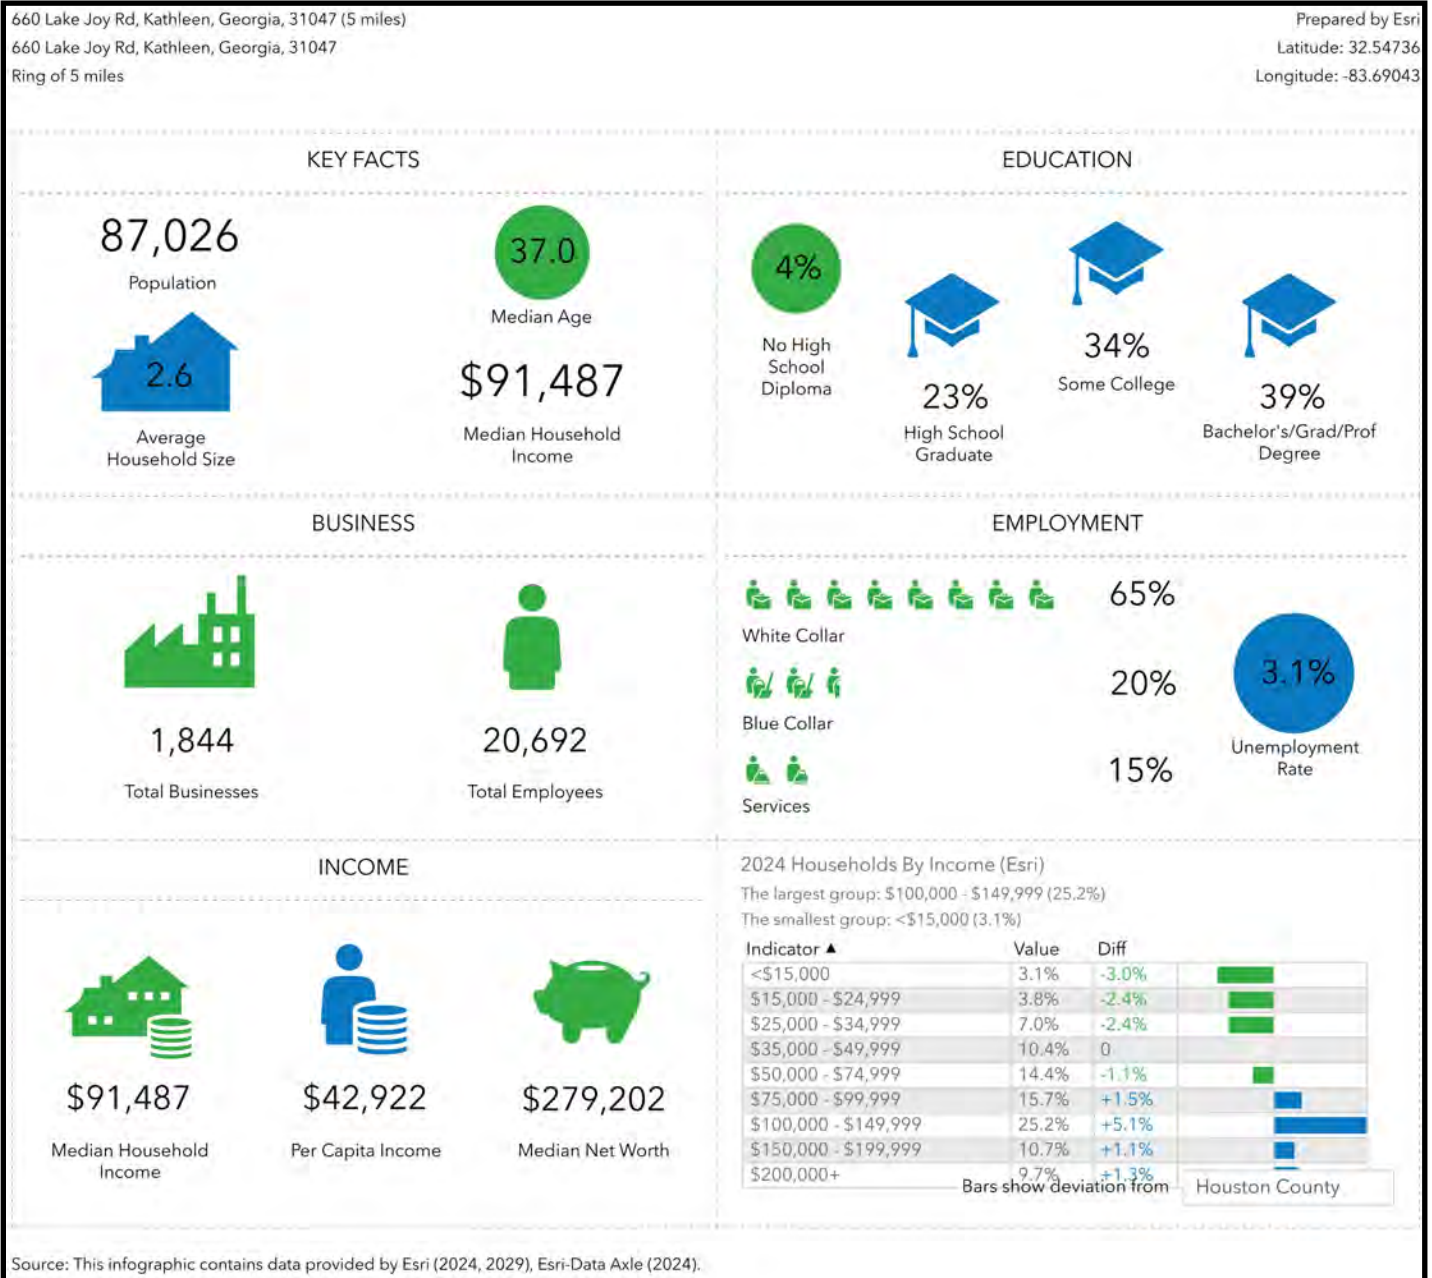 660 Lake Joy Rd, Kathleen, Georgia, 31047 (5 miles)
660 Lake Joy Rd, Kathleen, Georgia, 31047
Ring of 5 miles
Prepared by Esri
Latitude: 32.54736
Longitude: -83.69043
KEY FACTS
87,026
Population
37.0
Median Age
2.6
Average
Household Size
$91,487
Median Household
Income
EDUCATION
4%
No High
School
Diploma
23%
High School
Graduate
34%
Some College
39%
Bachelor's/Grad/Prof
Degree
BUSINESS
1,844
Total Businesses
20,692
Total Employees
EMPLOYMENT
65%
White Collar
20%
Blue Collar
15%
Services
3.1%
Unemployment
Rate
INCOME
$91,487
Median Household
Income
$42,922
Per Capita Income
$279,202
Median Net Worth
2024 Households By Income (Esri)
The largest group: $100,000 - $149,999 (25.2%)
The smallest group: <$15,000 (3.1%)
Indicator ▲ Value Diff
<$15,000 3.1% -3.0%
$15,000 - $24,999 3.8% -2.4%
$25,000 - $34,999 7.0% -2.4%
$35,000 - $49,999 10.4% 0
$50,000 - $74,999 14.4% -1.1%
$75,000 - $99,999 15.7% +1.5%
$100,000 - $149,999 25.2% +5.1%
$150,000 - $199,999 10.7% +1.1%
$200,000+ 9.7% +1.3%
Bars show deviation from Houston County
Source: This infographic contains data provided by Esri (2024, 2029), Esri-Data Axle (2024).